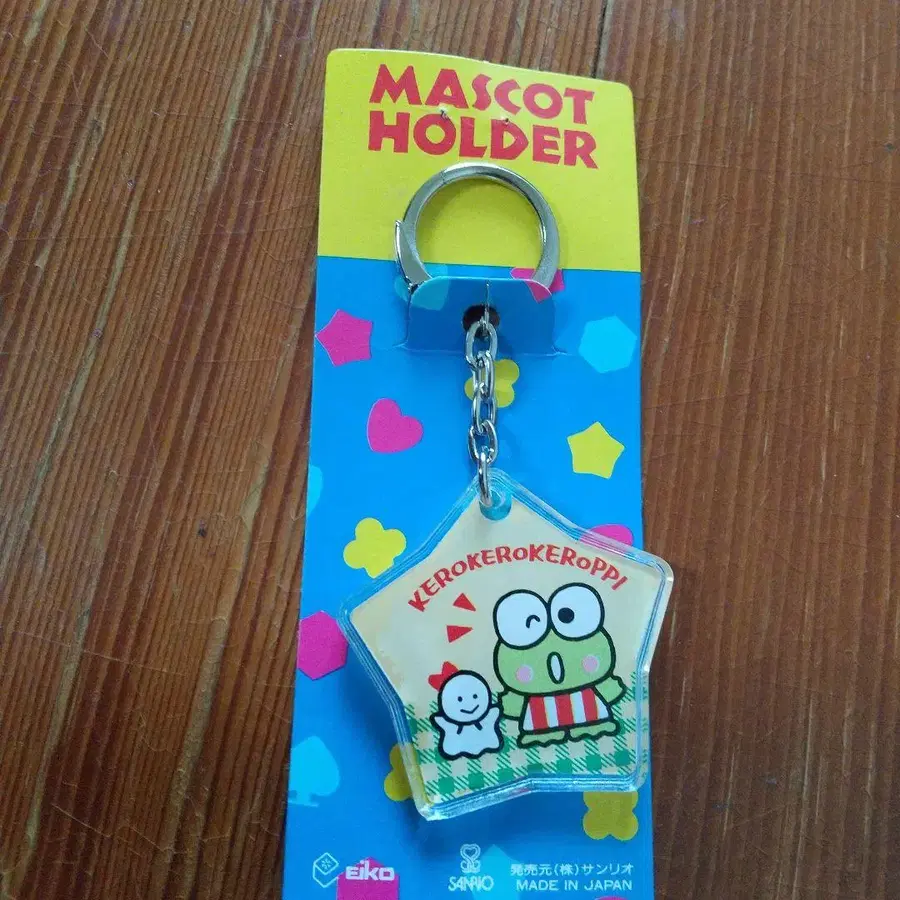 MASCOT
HOLDER
KEROKEROKEROPPI
EIKO
SANRIO
発売元(株)サンリオ
MADE IN JAPAN